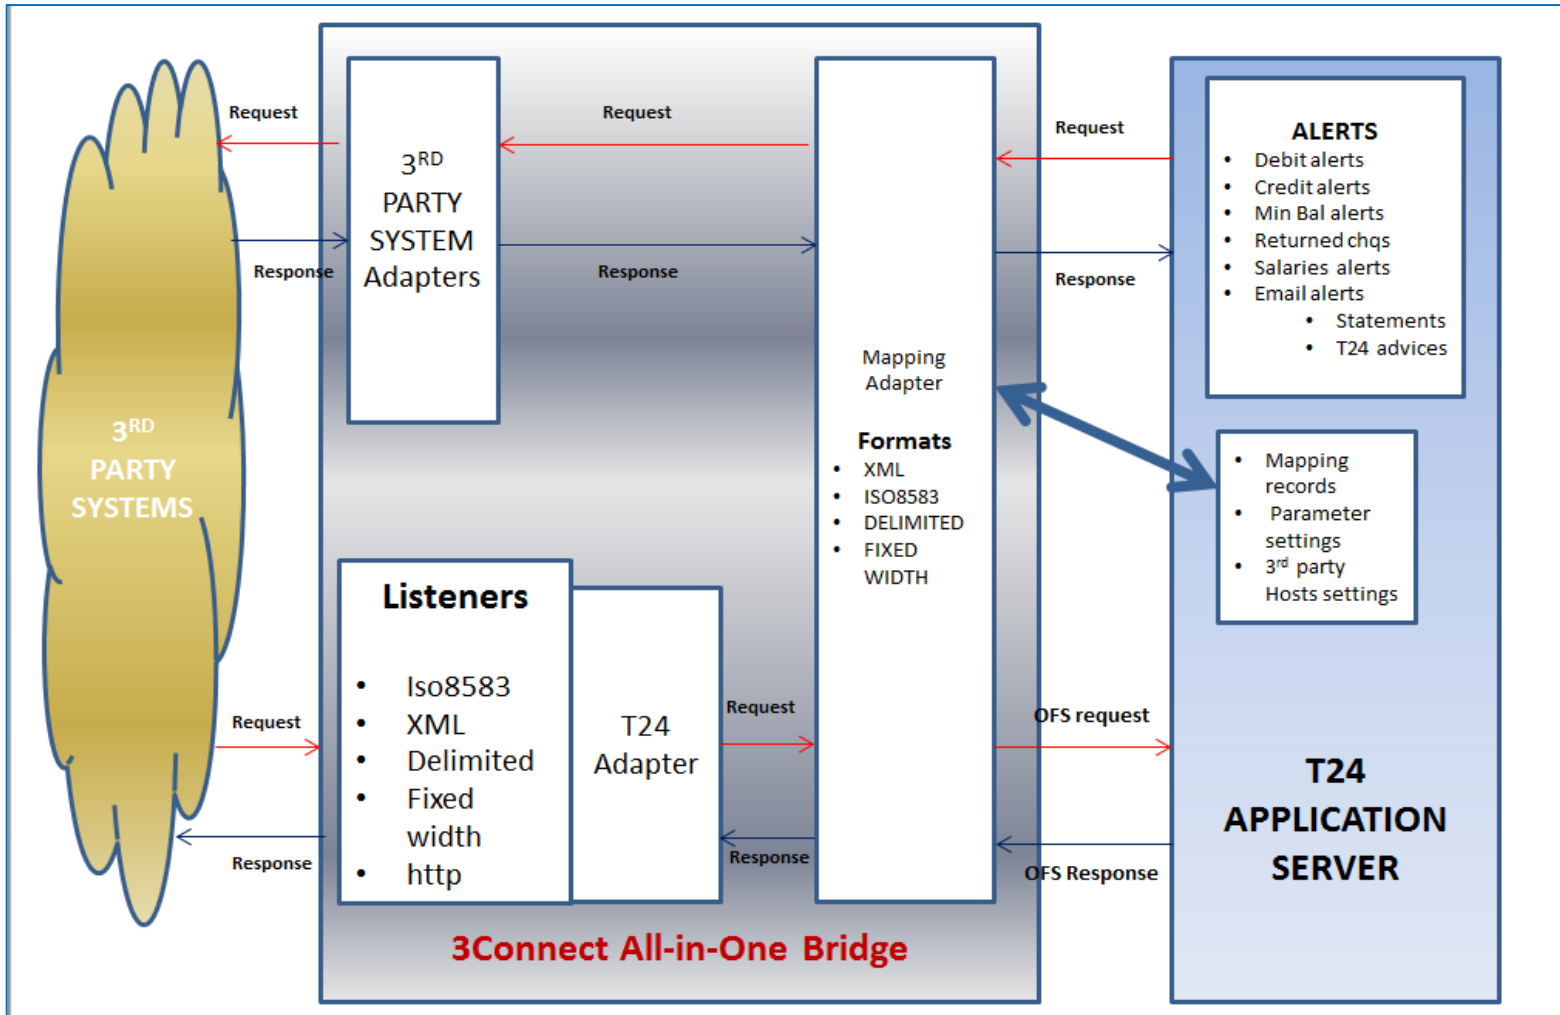 3RD
PARTY
SYSTEMS
Request
Response
3RD
PARTY
SYSTEM
Adapters
Request
Response
Mapping
Adapter
Formats
• XML
• ISO8583
• DELIMITED
• FIXED
WIDTH
Request
Response
ALERTS
• Debit alerts
• Credit alerts
• Min Bal alerts
• Returned chqs
• Salaries alerts
• Email alerts
• Statements
• T24 advices
• Mapping
records
• Parameter
settings
• 3rd party
Hosts settings
Request
Response
Listeners
• Iso8583
• XML
• Delimited
• Fixed
width
• http
T24
Adapter
Request
Response
OFS request
OFS Response
T24
APPLICATION
SERVER
3Connect All-in-One Bridge